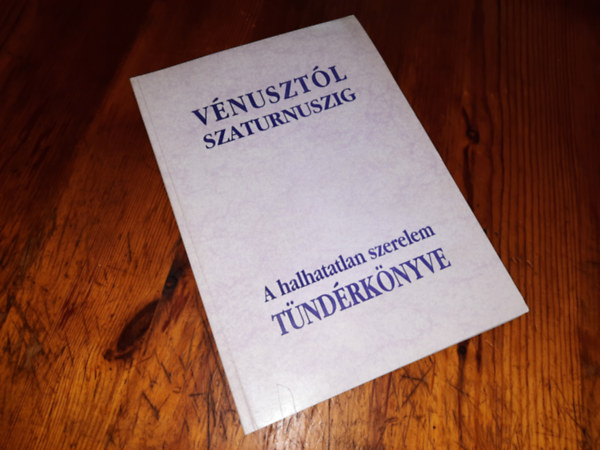 VÉNUSZTÓL
SZATURNUSZIG
A halhatatlan szerelem
TÜNDÉRKÖNYVE